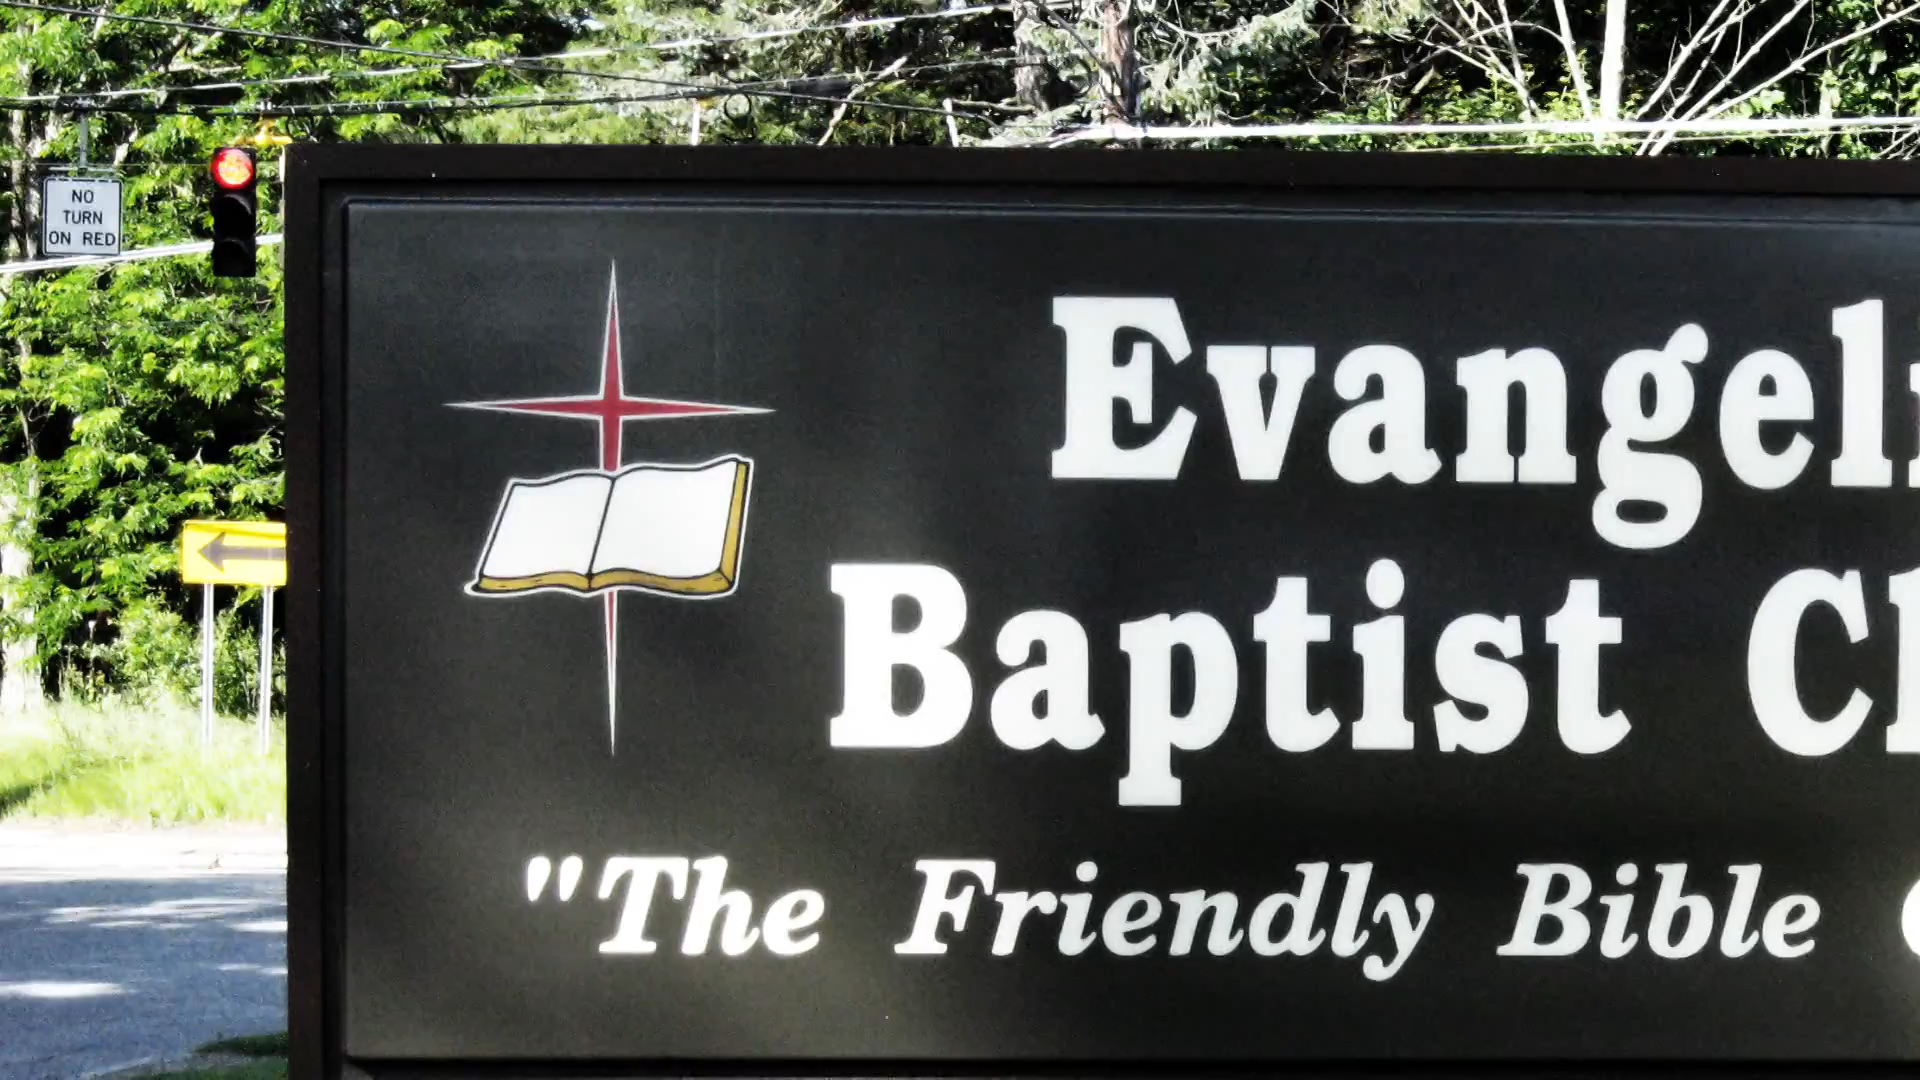 NO
TURN
ON RED
Evangel
Baptist
"The Friendly Bible